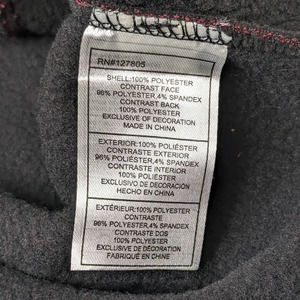 RN#127805
SHELL:100% POLYESTER
CONTRAST FACE
96% POLYESTER,4% SPANDEX
CONTRAST BACK
100% POLYESTER
EXCLUSIVE OF DECORATION
MADE IN CHINA
EXTERIOR:100% POLIÉSTER
CONTRASTE EXTERIOR
96% POLIÉSTER,4% SPANDEX
CONTRASTE INTERIOR
100% POLIÉSTER
EXCLUSIVO DE DECORACIÓN
HECHO EN CHINA
EXTÉRIEUR:100% POLYESTER
CONTRASTE
96% POLYESTER,4% SPANDEX
CONTRASTE DOS
100% POLYESTER
EXCLUSIVE DE DÉCORATION
FABRIQUÉ EN CHINE